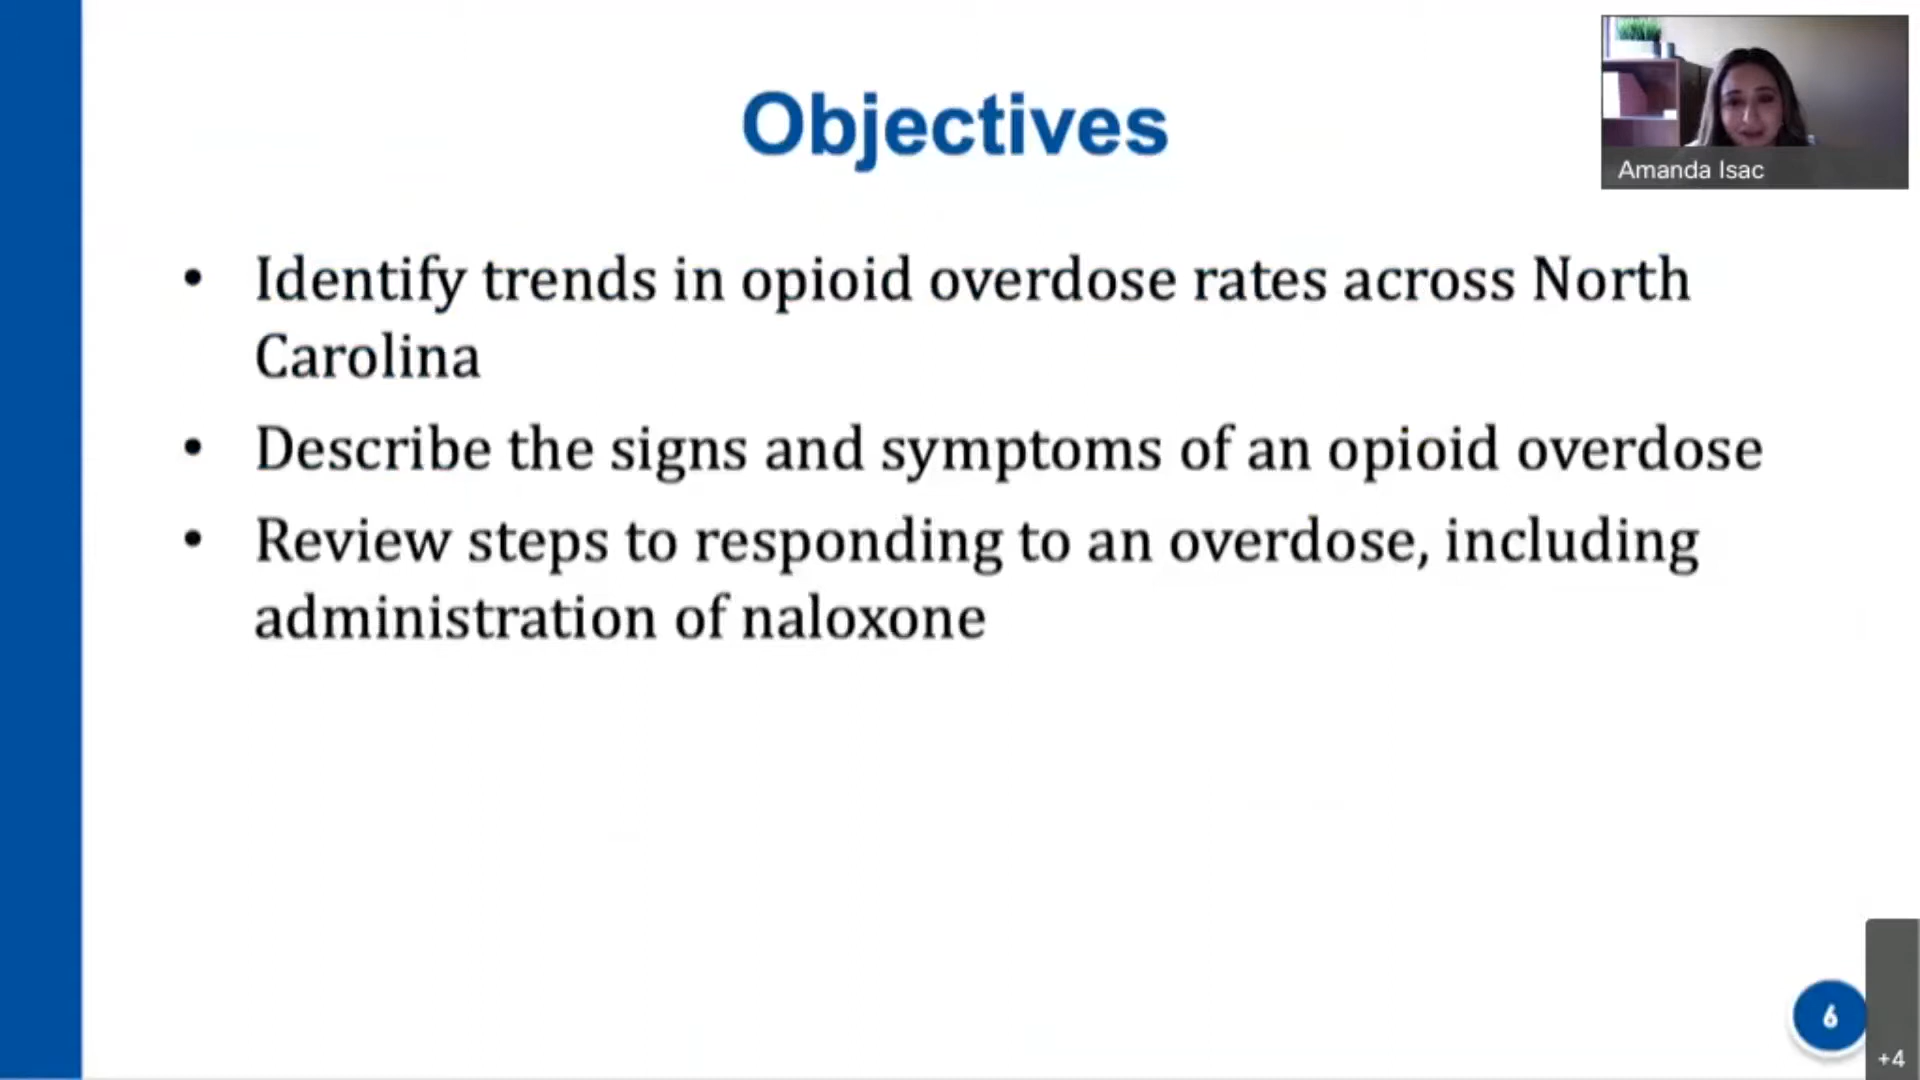 Objectives
Amanda Isac
• Identify trends in opioid overdose rates across North
Carolina
• Describe the signs and symptoms of an opioid overdose
• Review steps to responding to an overdose, including
administration of naloxone
6
+4